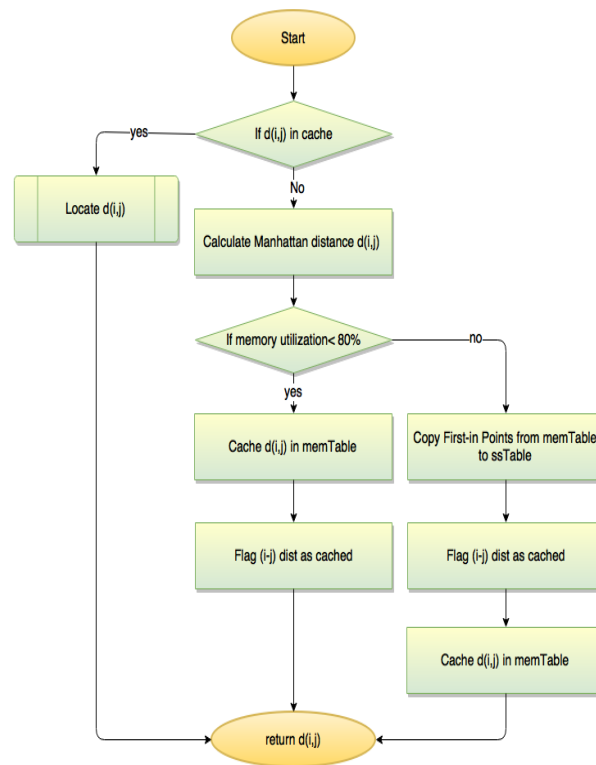 Start
If d(i,j) in cache
yes
No
Locate d(i,j)
Calculate Manhattan distance d(i,j)
If memory utilization< 80%
no
yes
Cache d(i,j) in memTable
Copy First-in Points from memTable
to ssTable
Flag (i-j) dist as cached
Flag (i-j) dist as cached
Cache d(i,j) in memTable
return d(i,j)